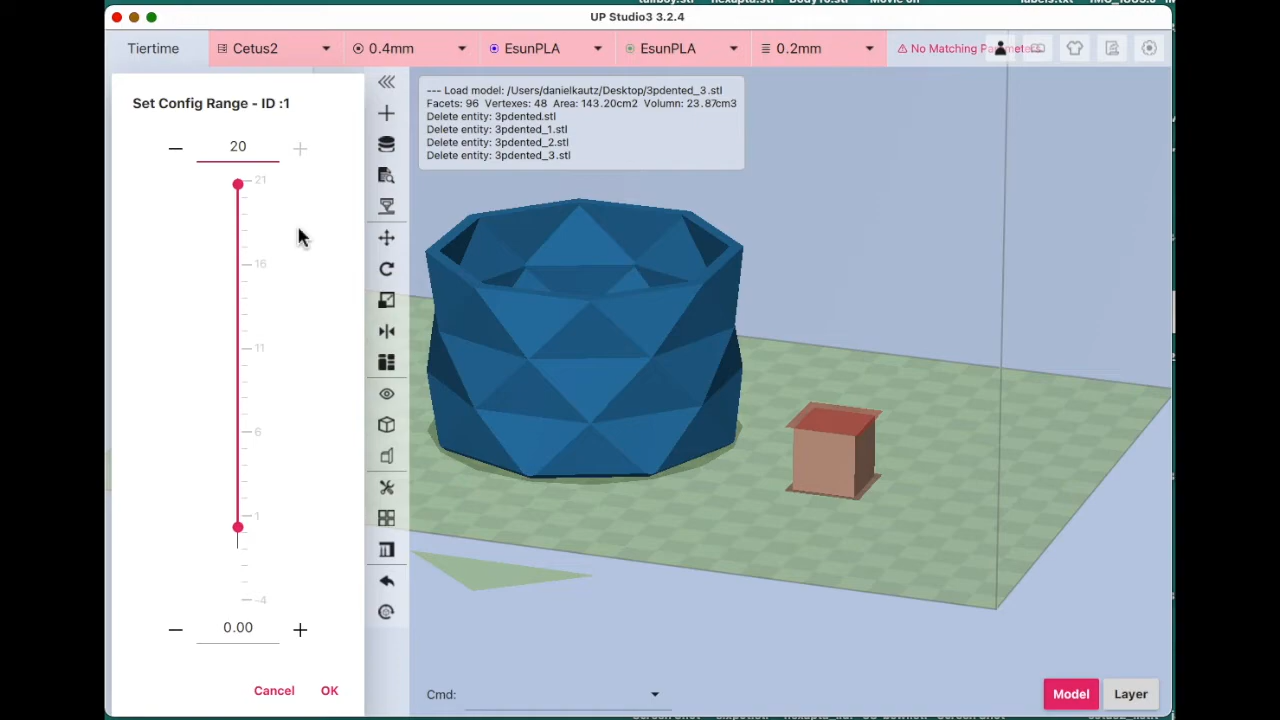 UP Studio3 3.2.4
Tiertime
Cetus2
0.4mm
EsunPLA
EsunPLA
0.2mm
No Matching
Set Config Range - ID :1
20
21
16
11
6
1
-4
0.00
Cancel
OK
--- Load model: /Users/danielkautz/Desktop/3pdented_3.stl
Facets: 96 Vertexes: 48 Area: 143.20cm2 Volumn: 23.87cm3
Delete entity: 3pdented.stl
Delete entity: 3pdented_1.stl
Delete entity: 3pdented_2.stl
Delete entity: 3pdented_3.stl
Cmd:
Model
Layer